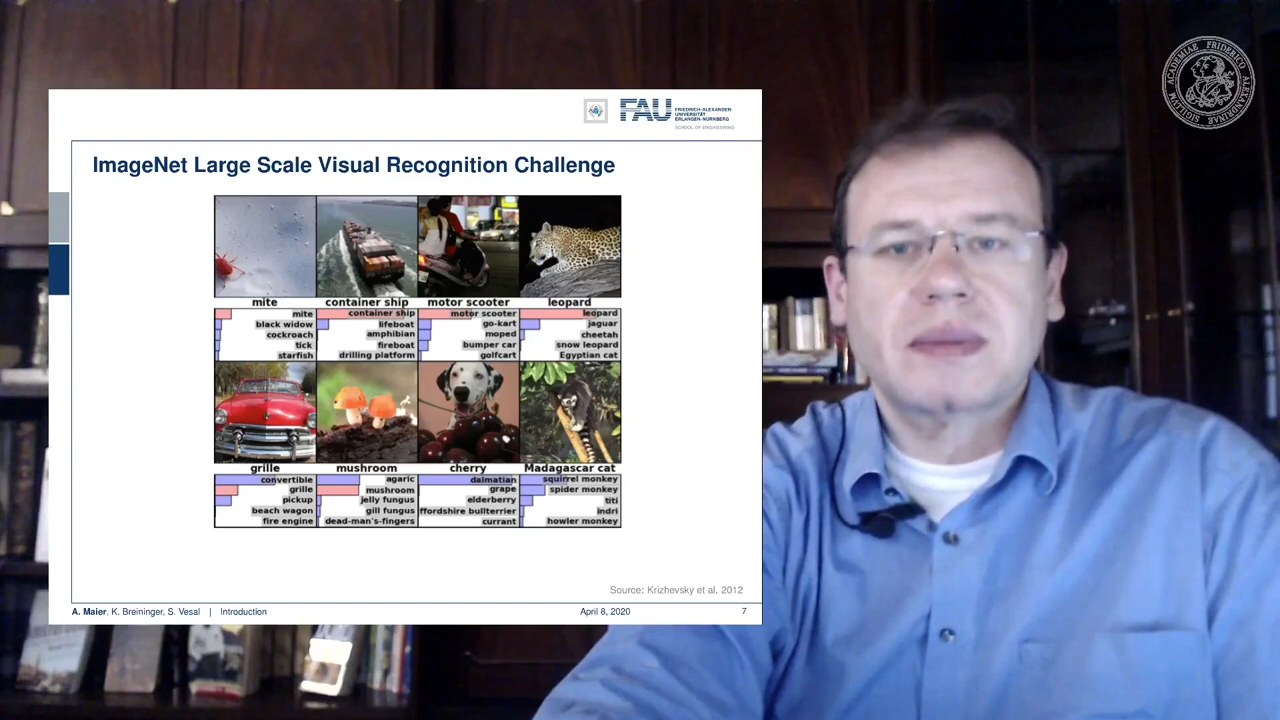 FAU
FRIEDRICH-ALEXANDER
UNIVERSITÄT
ERLANGEN-NÜRNBERG
SCHOOL OF ENGINEERING
ACADEMIAE FRIDERICO ALEXANDRINAE SIGILLVM
ImageNet Large Scale Visual Recognition Challenge
mite container ship motor scooter leopard
mite container ship motor scooter leopard
black widow lifeboat go-kart jaguar
cockroach amphibian moped cheetah
tick fireboat bumper car snow leopard
starfish drilling platform golfcart Egyptian cat
grille mushroom cherry Madagascar cat
convertible agaric dalmatian squirrel monkey
grille mushroom grape spider monkey
pickup jelly fungus elderberry titi
beach wagon gill fungus ffordshire bullterrier indri
fire engine dead-man's-fingers currant howler monkey
Source: Krizhevsky et al. 2012
A. Maier, K. Breininger, S. Vesal | Introduction April 8, 2020 7